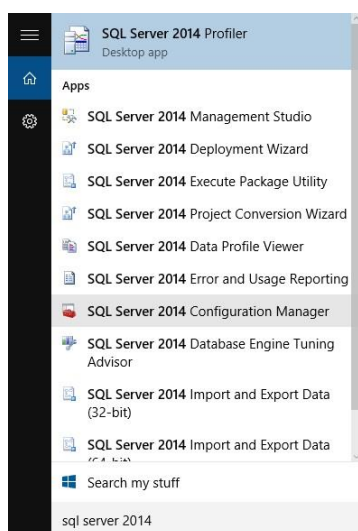 SQL Server 2014 Profiler
Desktop app
Apps
SQL Server 2014 Management Studio
SQL Server 2014 Deployment Wizard
SQL Server 2014 Execute Package Utility
SQL Server 2014 Project Conversion Wizard
SQL Server 2014 Data Profile Viewer
SQL Server 2014 Error and Usage Reporting
SQL Server 2014 Configuration Manager
SQL Server 2014 Database Engine Tuning
Advisor
SQL Server 2014 Import and Export Data
(32-bit)
SQL Server 2014 Import and Export Data
Search my stuff
sql server 2014